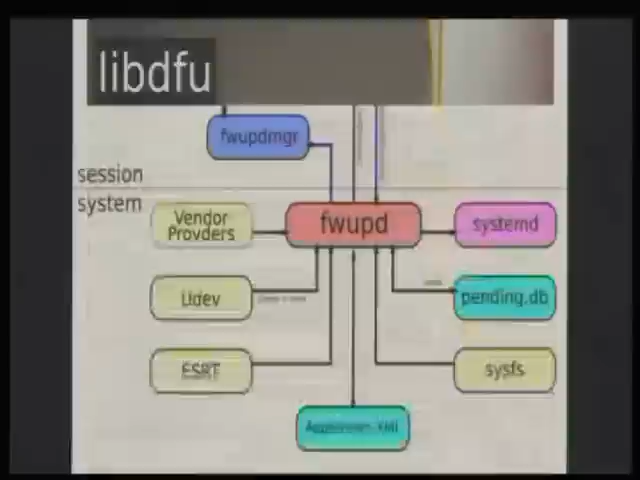 libdfu
fwupdmgr
session
system
Vendor
Provders
fwupd
systemd
Udev
pending.db
ESRT
sysfs